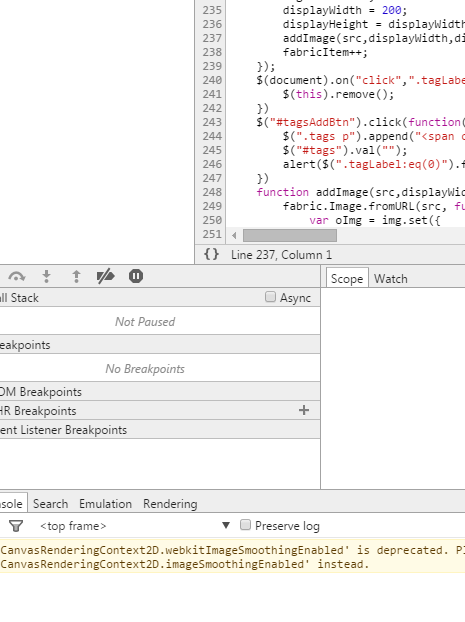 235 displayWidth = 200;
236 displayHeight = displayWidth
237 addImage(src,displayWidth,di
238 fabricItem++;
239 });
240 $(document).on("click",".tagLabe
241 $(this).remove();
242 })
243 $("#tagsAddBtn").click(function(
244 $(".tags p").append("<span c
245 $("#tags").val("");
246 alert($(".tagLabel:eq(0)").f
247 })
248 function addImage(src,displayWid
249 fabric.Image.fromURL(src, fu
250 var oImg = img.set({
251
{} Line 237, Column 1
ll Stack Async
Scope Watch
Not Paused
eakpoints
No Breakpoints
OM Breakpoints
HR Breakpoints +
ent Listener Breakpoints
sole Search Emulation Rendering
<top frame> ▼ Preserve log
CanvasRenderingContext2D.webkitImageSmoothingEnabled' is deprecated. Pl
CanvasRenderingContext2D.imageSmoothingEnabled' instead.